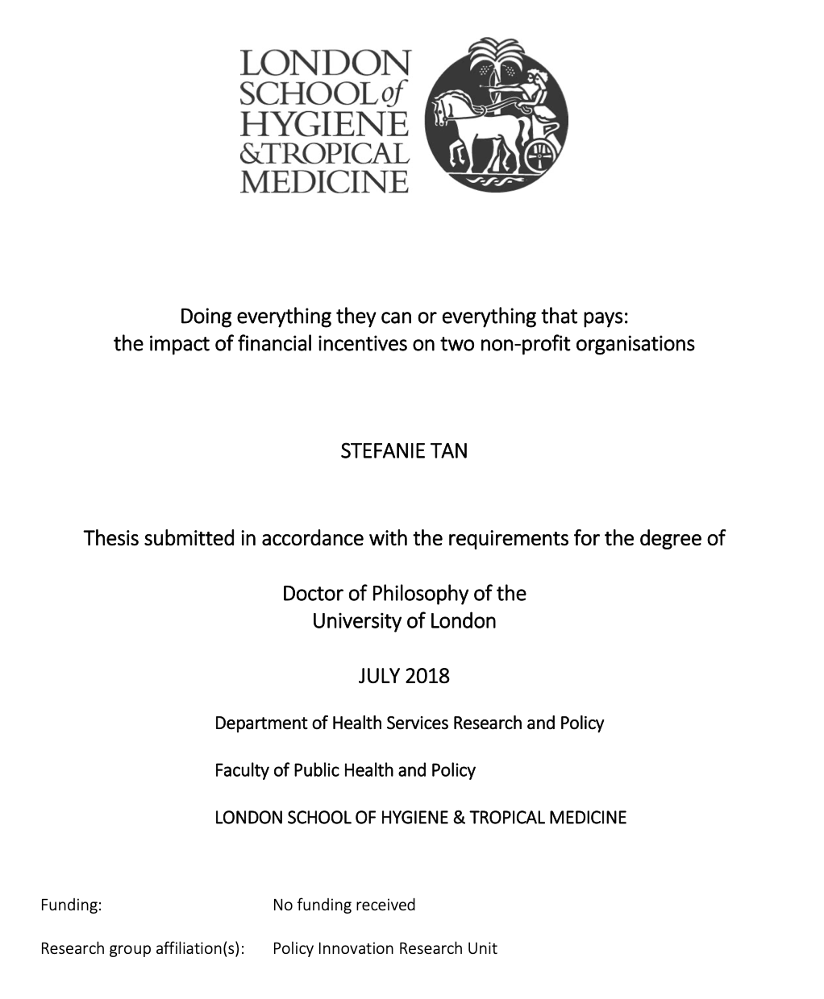 LONDON
SCHOOL of
HYGIENE
&TROPICAL
MEDICINE
Doing everything they can or everything that pays:
the impact of financial incentives on two non-profit organisations
STEFANIE TAN
Thesis submitted in accordance with the requirements for the degree of
Doctor of Philosophy of the
University of London
JULY 2018
Department of Health Services Research and Policy
Faculty of Public Health and Policy
LONDON SCHOOL OF HYGIENE & TROPICAL MEDICINE
Funding: No funding received
Research group affiliation(s): Policy Innovation Research Unit